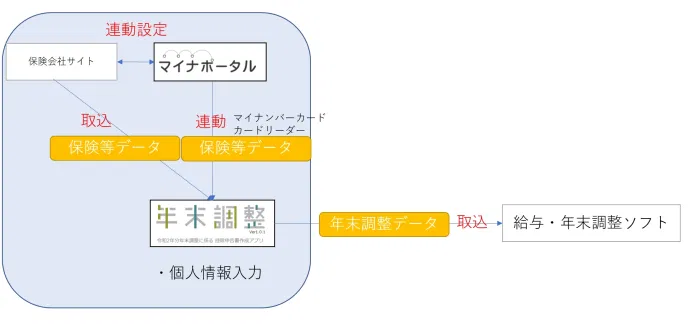 連動設定
保険会社サイト
マイナポータル
取込
連動
マイナンバーカード
カードリーダー
保険等データ
保険等データ
年末調整
Ver1.0.1
令和2年分年末調整に係る 控除申告書作成アプリ
年末調整データ
取込
給与・年末調整ソフト
・個人情報入力